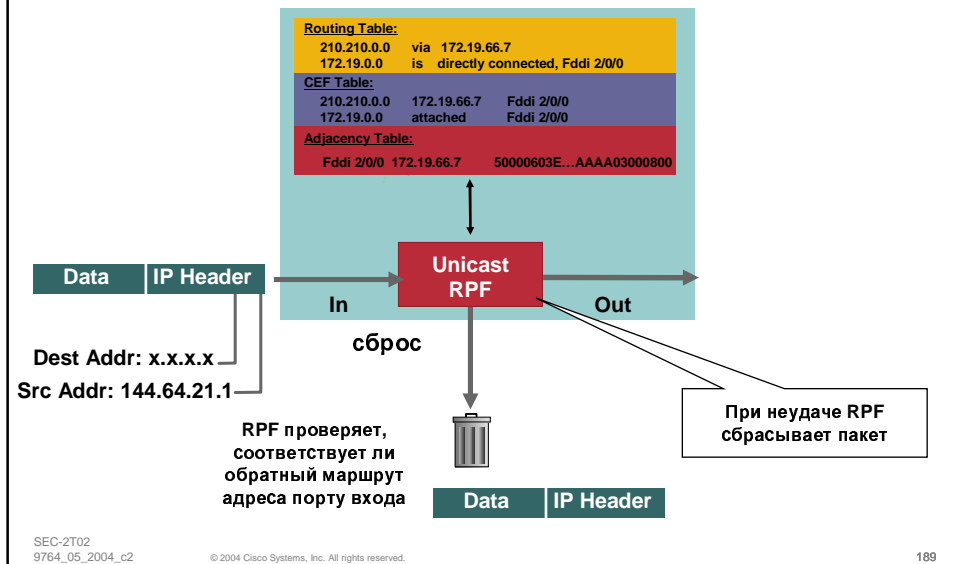 Routing Table:
210.210.0.0 via 172.19.66.7
172.19.0.0 is directly connected, Fddi 2/0/0
CEF Table:
210.210.0.0 172.19.66.7 Fddi 2/0/0
172.19.0.0 attached Fddi 2/0/0
Adjacency Table:
Fddi 2/0/0 172.19.66.7 50000603E...AAAA03000800
Data IP Header
Unicast
RPF
In
Out
сброс
Dest Addr: x.x.x.x
Src Addr: 144.64.21.1
При неудаче RPF
сбрасывает пакет
RPF проверяет,
соответствует ли
обратный маршрут
адреса порту входа
Data IP Header
SEC-2T02
9764_05_2004_c2
© 2004 Cisco Systems, Inc. All rights reserved.
189